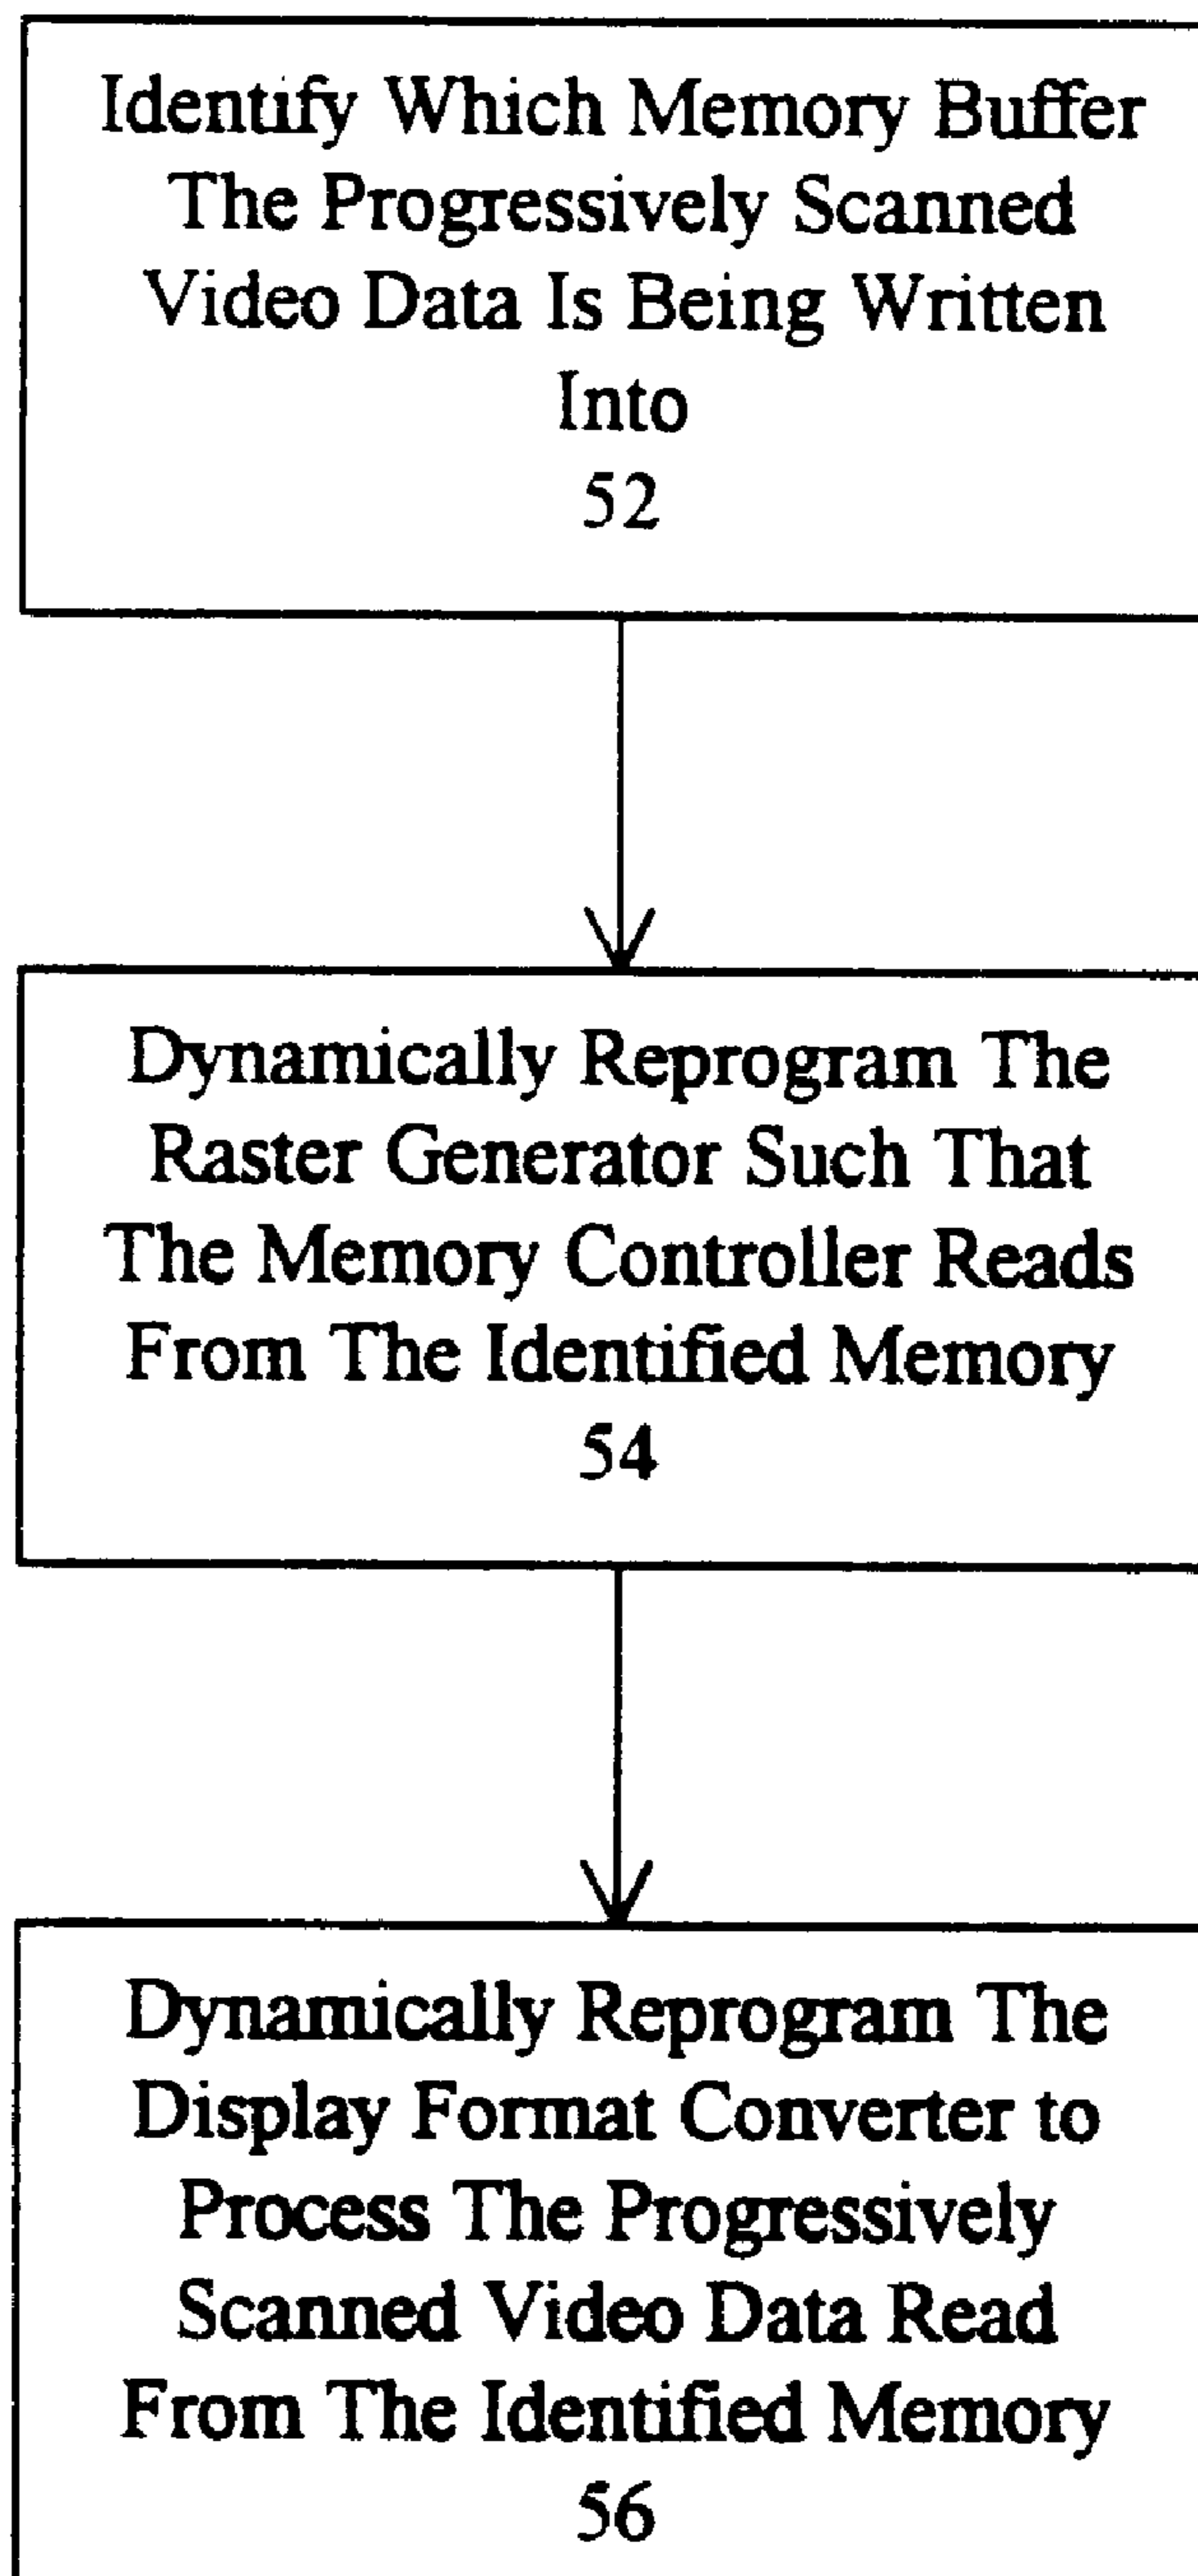 Identify Which Memory Buffer
The Progressively Scanned
Video Data Is Being Written
Into
52
Dynamically Reprogram The
Raster Generator Such That
The Memory Controller Reads
From The Identified Memory
54
Dynamically Reprogram The
Display Format Converter to
Process The Progressively
Scanned Video Data Read
From The Identified Memory
56